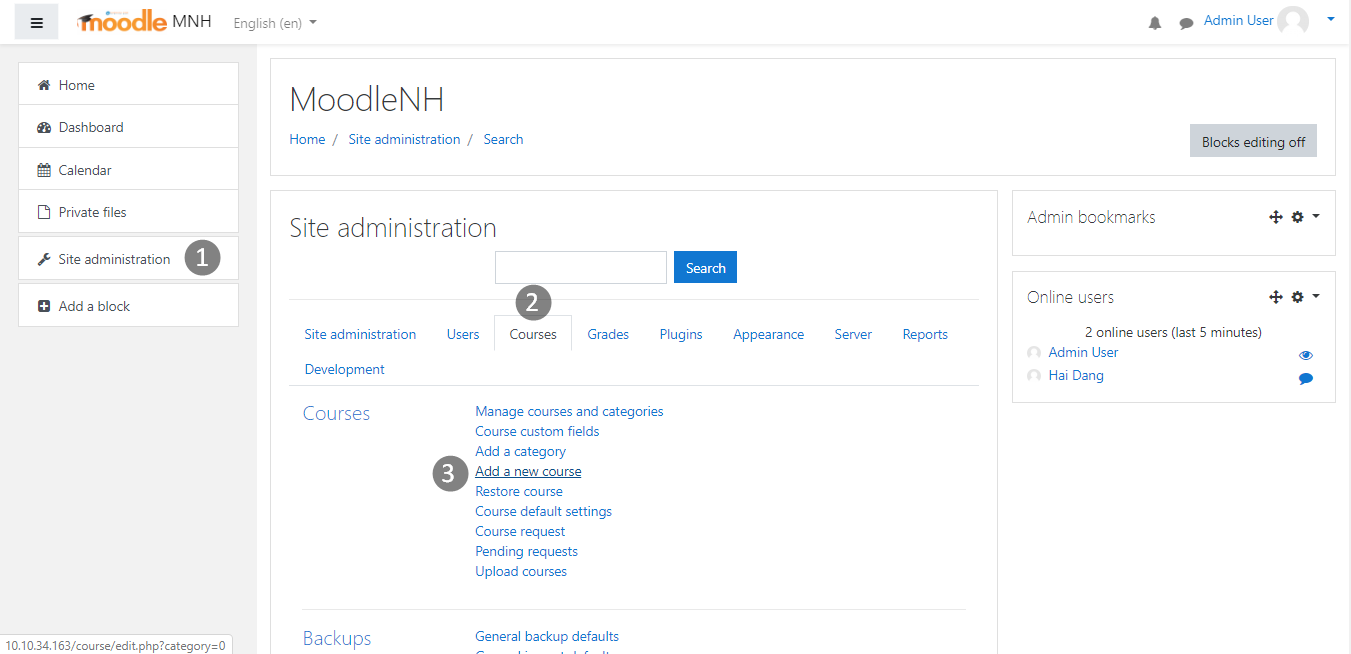 moodle MNH English (en) Admin User
Home
Dashboard
Calendar
Private files
Site administration 1
Add a block
MoodleNH
Home / Site administration / Search
Blocks editing off
Site administration
Search
2
Site administration Users Courses Grades Plugins Appearance Server Reports
Development
Courses
Manage courses and categories
Course custom fields
Add a category
3 Add a new course
Restore course
Course default settings
Course request
Pending requests
Upload courses
Backups
General backup defaults
Admin bookmarks
Online users
2 online users (last 5 minutes)
Admin User
Hai Dang
10.10.34.163/course/edit.php?category=0